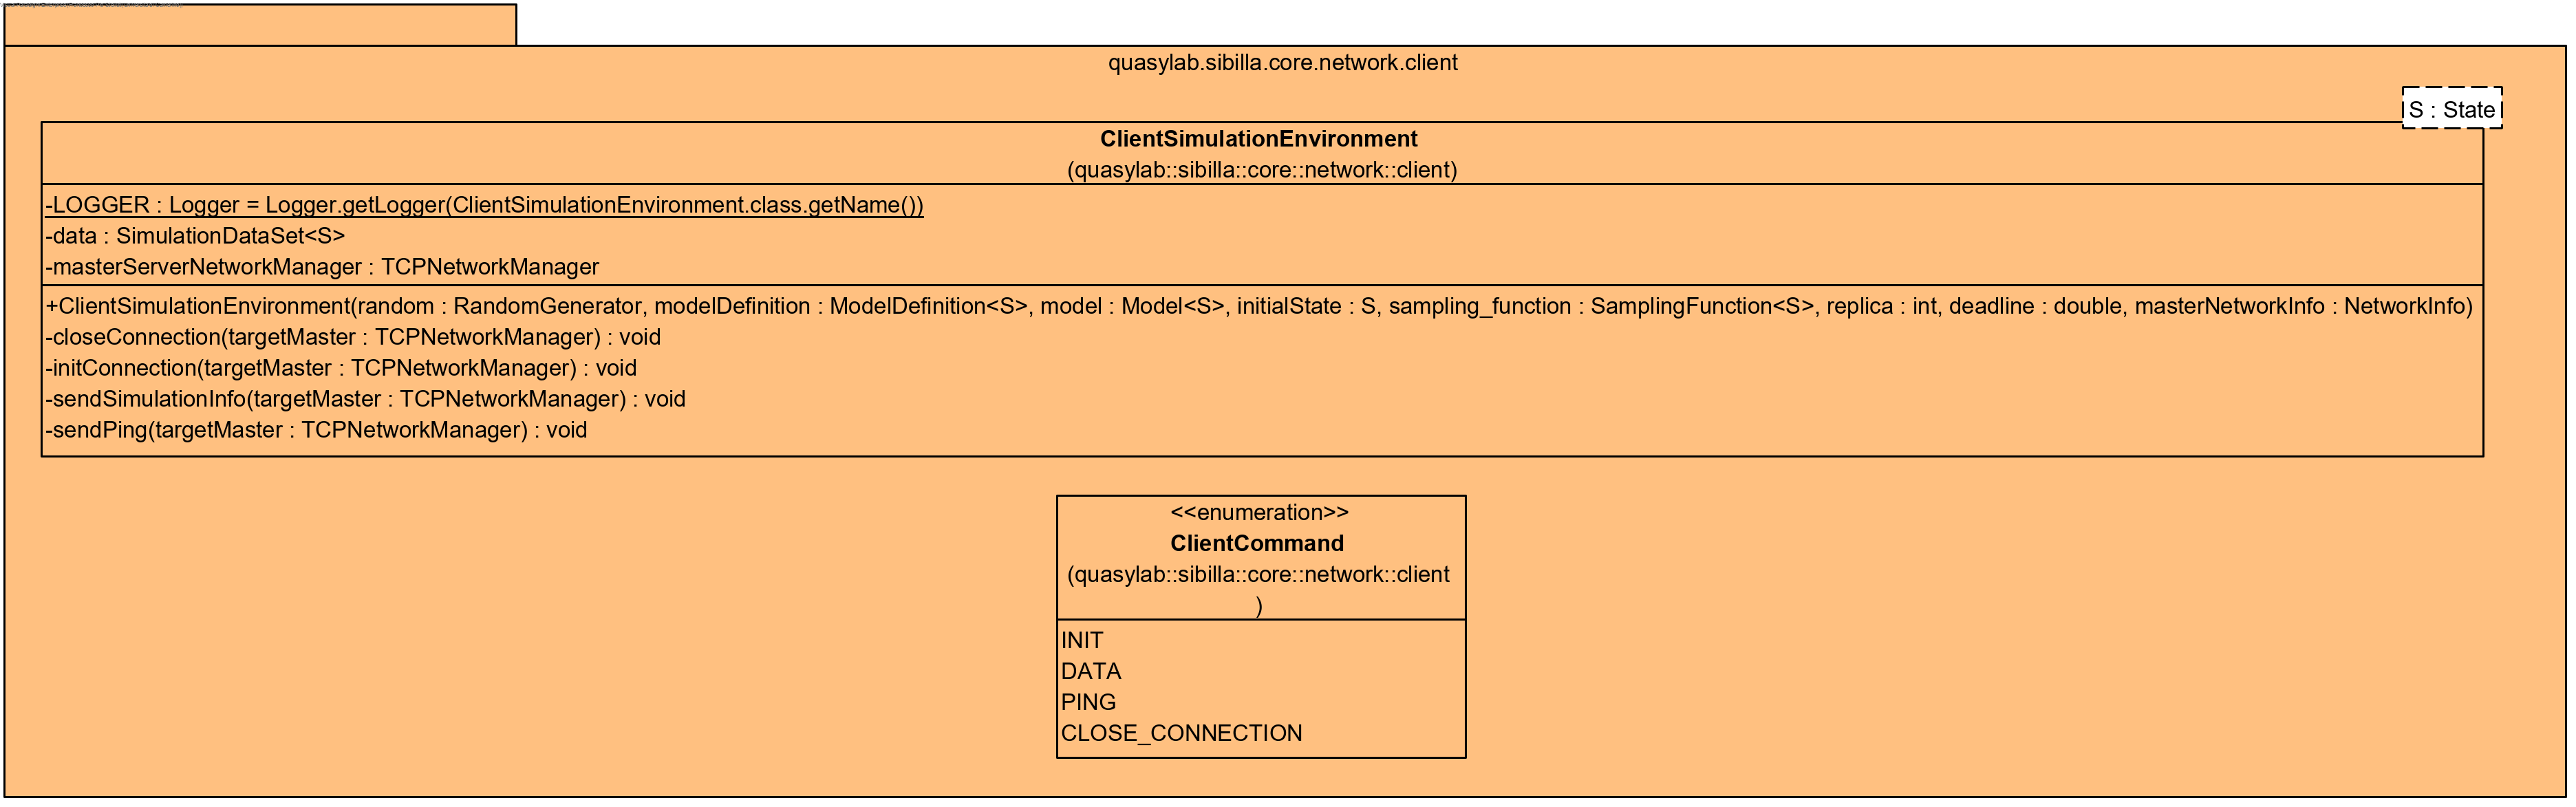 quasylab.sibilla.core.network.client
S : State
ClientSimulationEnvironment
(quasylab::sibilla::core::network::client)
-LOGGER : Logger = Logger.getLogger(ClientSimulationEnvironment.class.getName())
-data : SimulationDataSet<S>
-masterServerNetworkManager : TCPNetworkManager
+ClientSimulationEnvironment(random : RandomGenerator, modelDefinition : ModelDefinition<S>, model : Model<S>, initialState : S, sampling_function : SamplingFunction<S>, replica : int, deadline : double, masterNetworkInfo : NetworkInfo)
-closeConnection(targetMaster : TCPNetworkManager) : void
-initConnection(targetMaster : TCPNetworkManager) : void
-sendSimulationInfo(targetMaster : TCPNetworkManager) : void
-sendPing(targetMaster : TCPNetworkManager) : void
<<enumeration>>
ClientCommand
(quasylab::sibilla::core::network::client
)
INIT
DATA
PING
CLOSE_CONNECTION